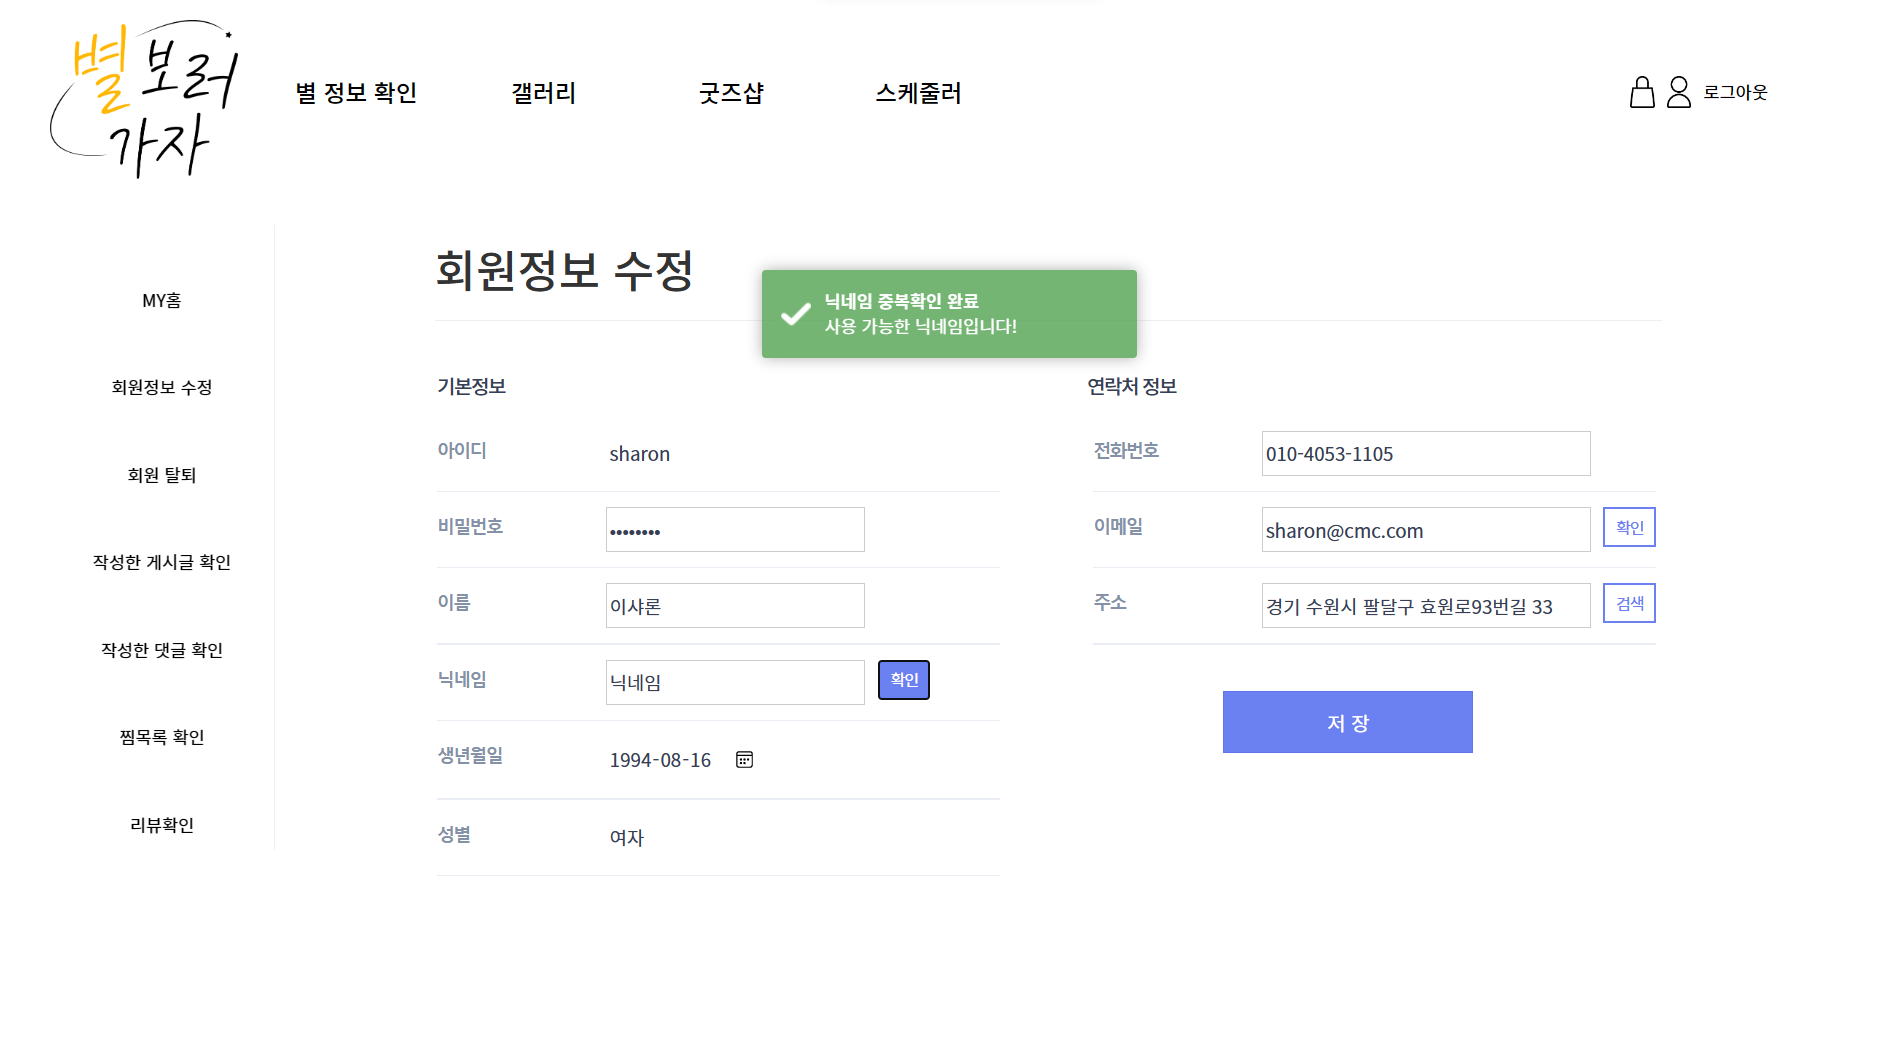 별 보러
가자
별 정보 확인 갤러리 굿즈샵 스케줄러 로그아웃
MY홈
회원정보 수정
회원 탈퇴
작성한 게시글 확인
작성한 댓글 확인
찜목록 확인
리뷰확인
회원정보 수정
닉네임 중복확인 완료
사용 가능한 닉네임입니다!
기본정보
아이디 sharon
비밀번호 ••••••••
이름 이샤론
닉네임 닉네임 확인
생년월일 1994-08-16
성별 여자
연락처 정보
전화번호 010-4053-1105
이메일 sharon@cmc.com 확인
주소 경기 수원시 팔달구 효원로93번길 33 검색
저 장